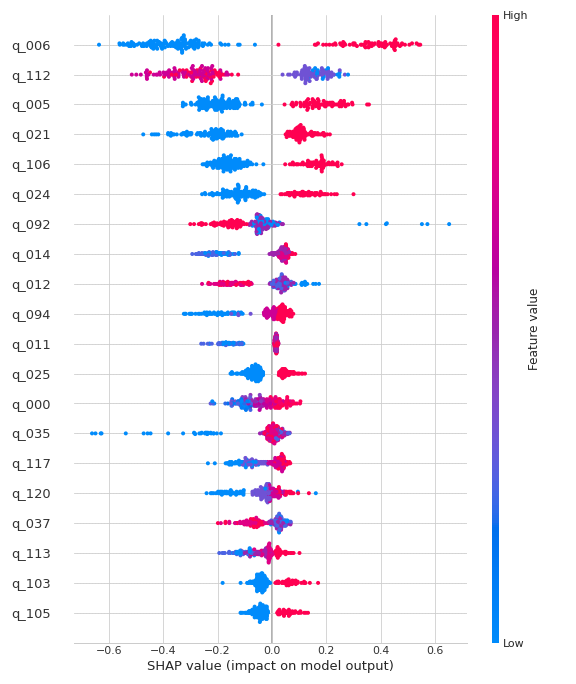 High
q_006
q_112
q_005
q_021
q_106
q_024
q_092
q_014
q_012
q_094
q_011
q_025
q_000
q_035
q_117
q_120
q_037
q_113
q_103
q_105
Feature value
Low
−0.6 −0.4 −0.2 0.0 0.2 0.4 0.6
SHAP value (impact on model output)